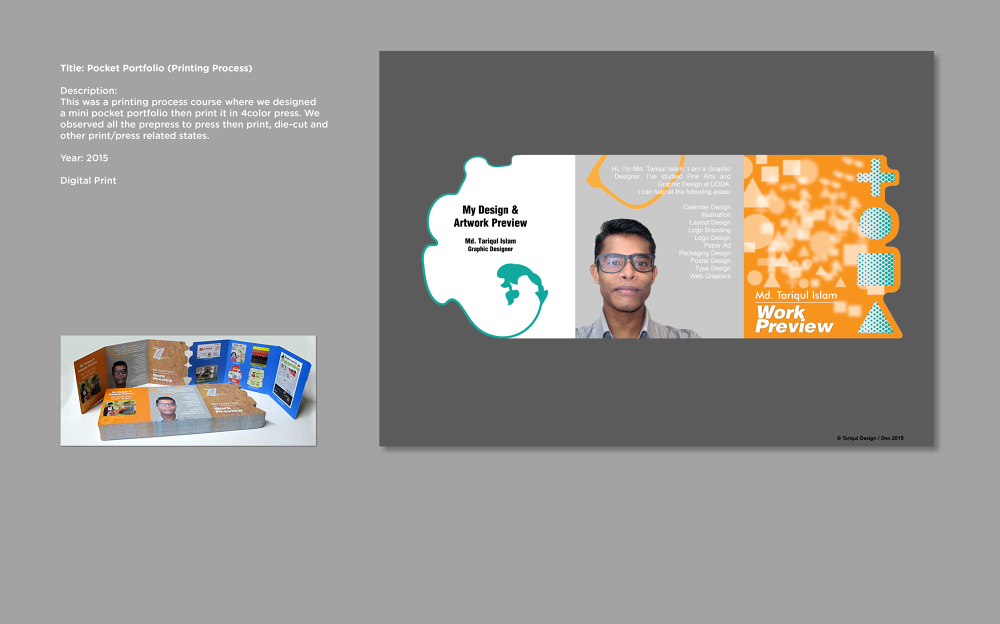 Title: Pocket Portfolio (Printing Process)
Description:
This was a printing process course where we designed
a mini pocket portfolio then print it in 4color press. We
observed all the prepress to press then print, die-cut and
other print/press related states.
Year: 2015
Digital Print
My Design &
Artwork Preview
Md. Tariqul Islam
Graphic Designer
Hi, I'm Md. Tariqul Islam. I am a Graphic
Designer. I've studied Fine Arts and
Graphic Design at UODA.
I can help at the following areas:
Calender Design
Illustration
Layout Design
Logo Branding
Logo Design
Paper Ad
Packaging Design
Poster Design
Type Design
Web Graphics
Md. Tariqul Islam
Work
Preview
Work
Preview
Work
Preview
© Tariqul Design / Dec 2015